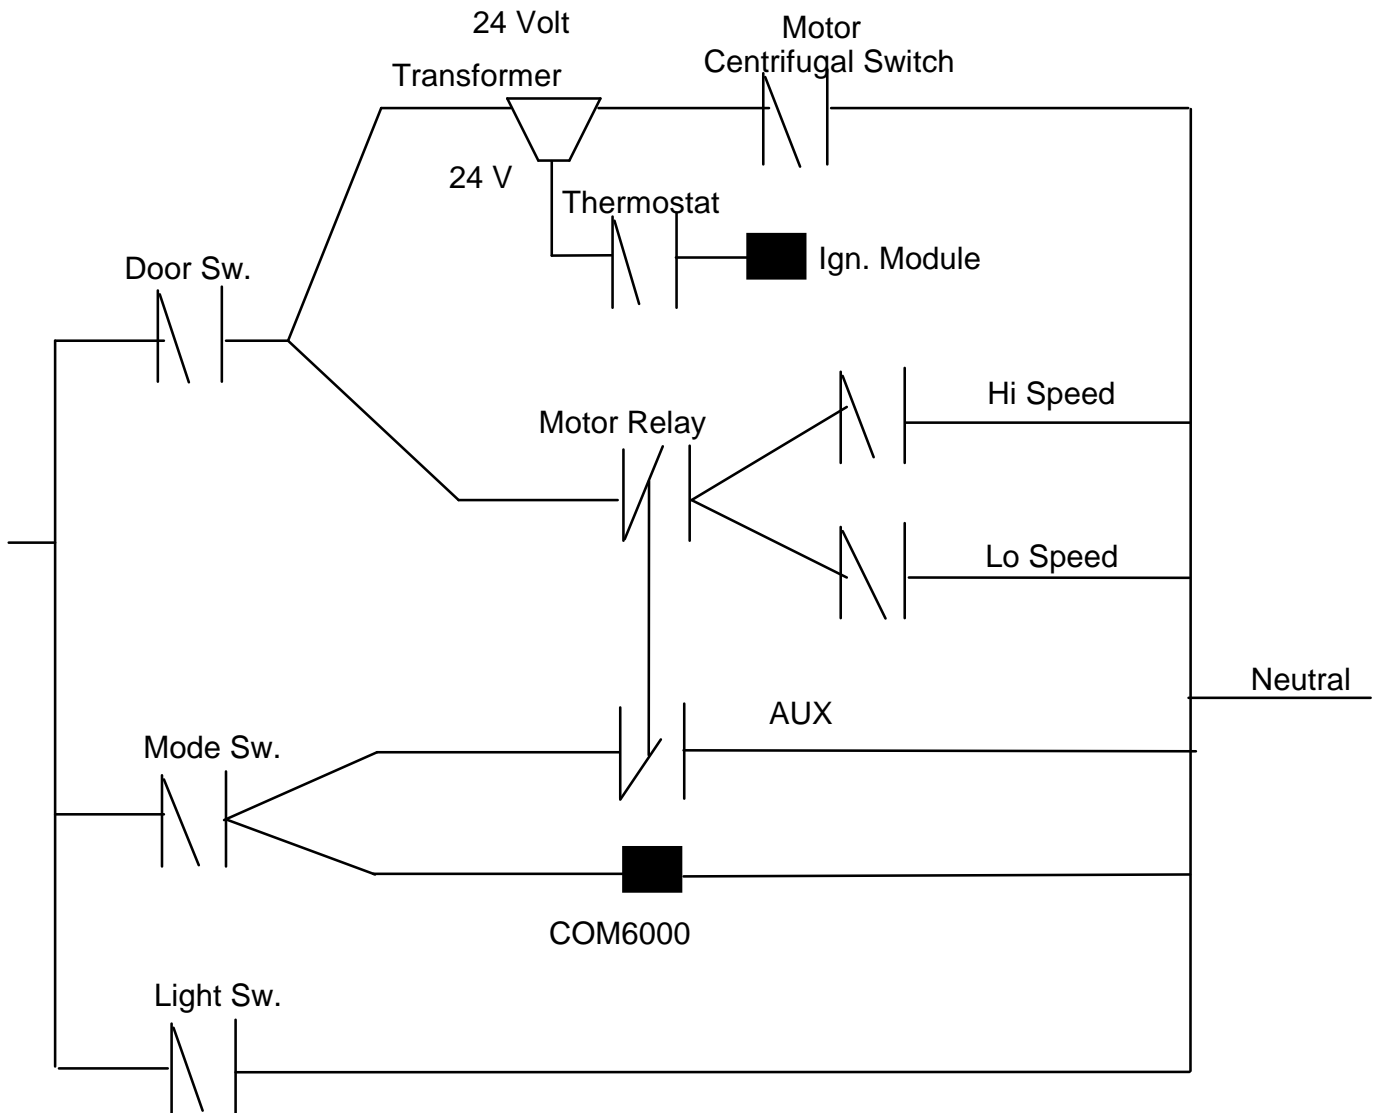 24 Volt
Transformer
Motor
Centrifugal Switch
24 V
Thermostat
Ign. Module
Door Sw.
Hi Speed
Motor Relay
Lo Speed
Neutral
AUX
Mode Sw.
COM6000
Light Sw.